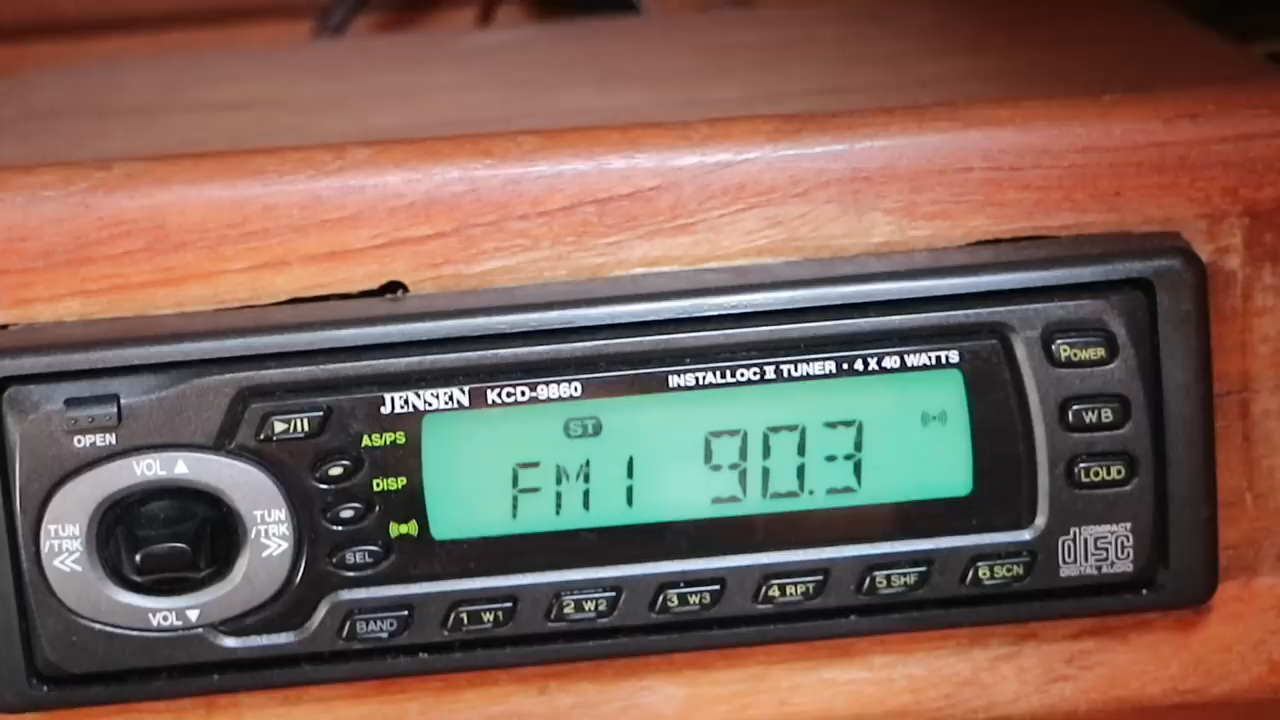 JENSEN KCD-9860
INSTALLOC II TUNER • 4 X 40 WATTS
POWER
WB
LOUD
OPEN
AS/PS
DISP
SEL
VOL ▲
TUN
/TRK
TUN
/TRK
VOL ▼
ST
FM1 90.3
BAND
1 W1
2 W2
3 W3
4 RPT
5 SHF
6 SCN
COMPACT
disc
DIGITAL AUDIO